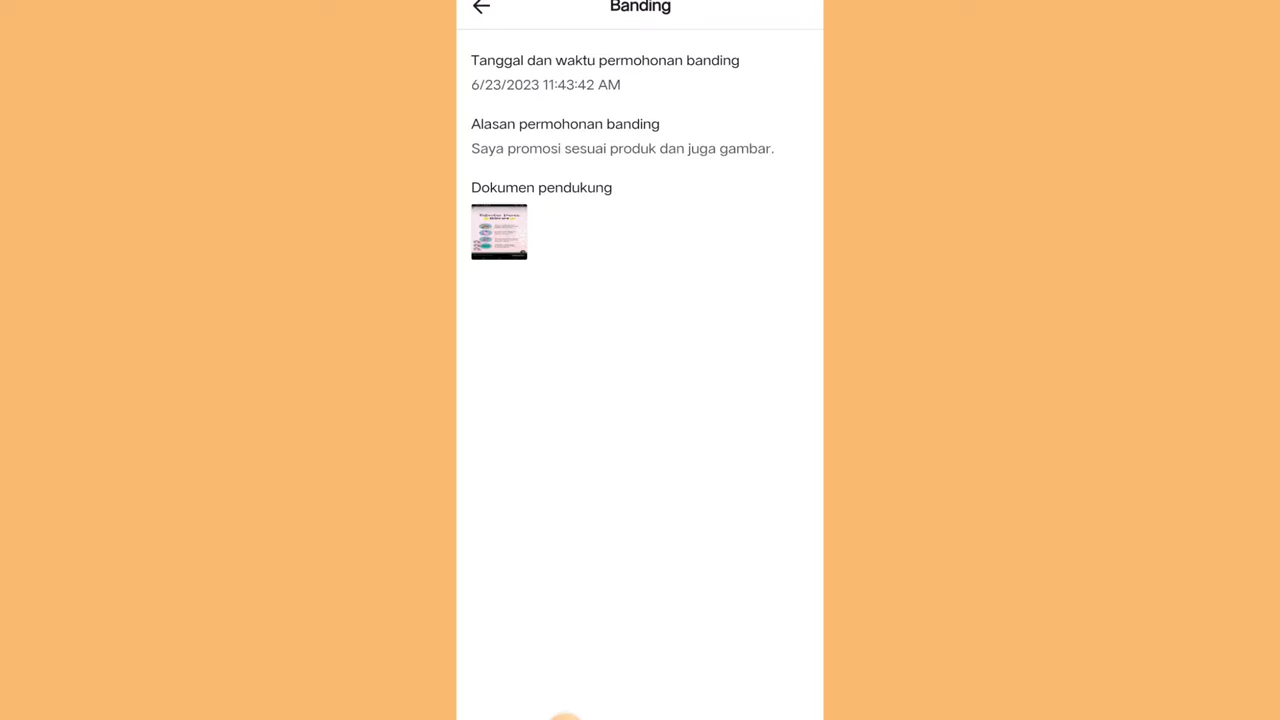 Banding
Tanggal dan waktu permohonan banding
6/23/2023 11:43:42 AM
Alasan permohonan banding
Saya promosi sesuai produk dan juga gambar.
Dokumen pendukung